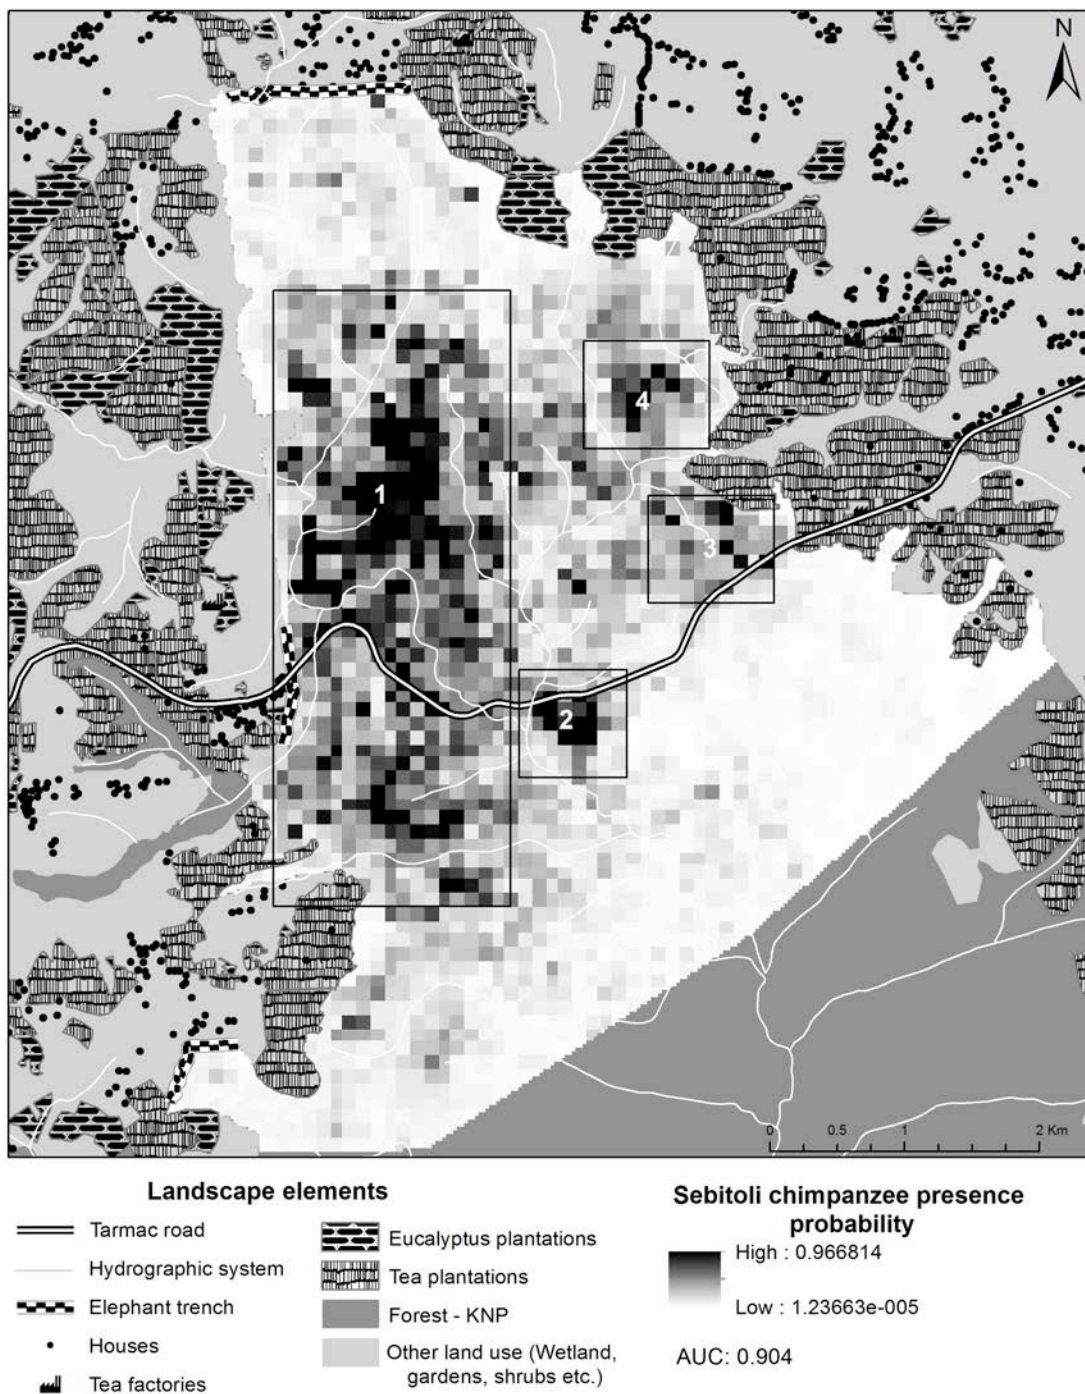 N
1
4
3
2
0 0.5 1 2 Km
Landscape elements
Tarmac road
Hydrographic system
Elephant trench
Houses
Tea factories
Eucalyptus plantations
Tea plantations
Forest - KNP
Other land use (Wetland,
gardens, shrubs etc.)
Sebitoli chimpanzee presence
probability
High : 0.966814
Low : 1.23663e-005
AUC: 0.904